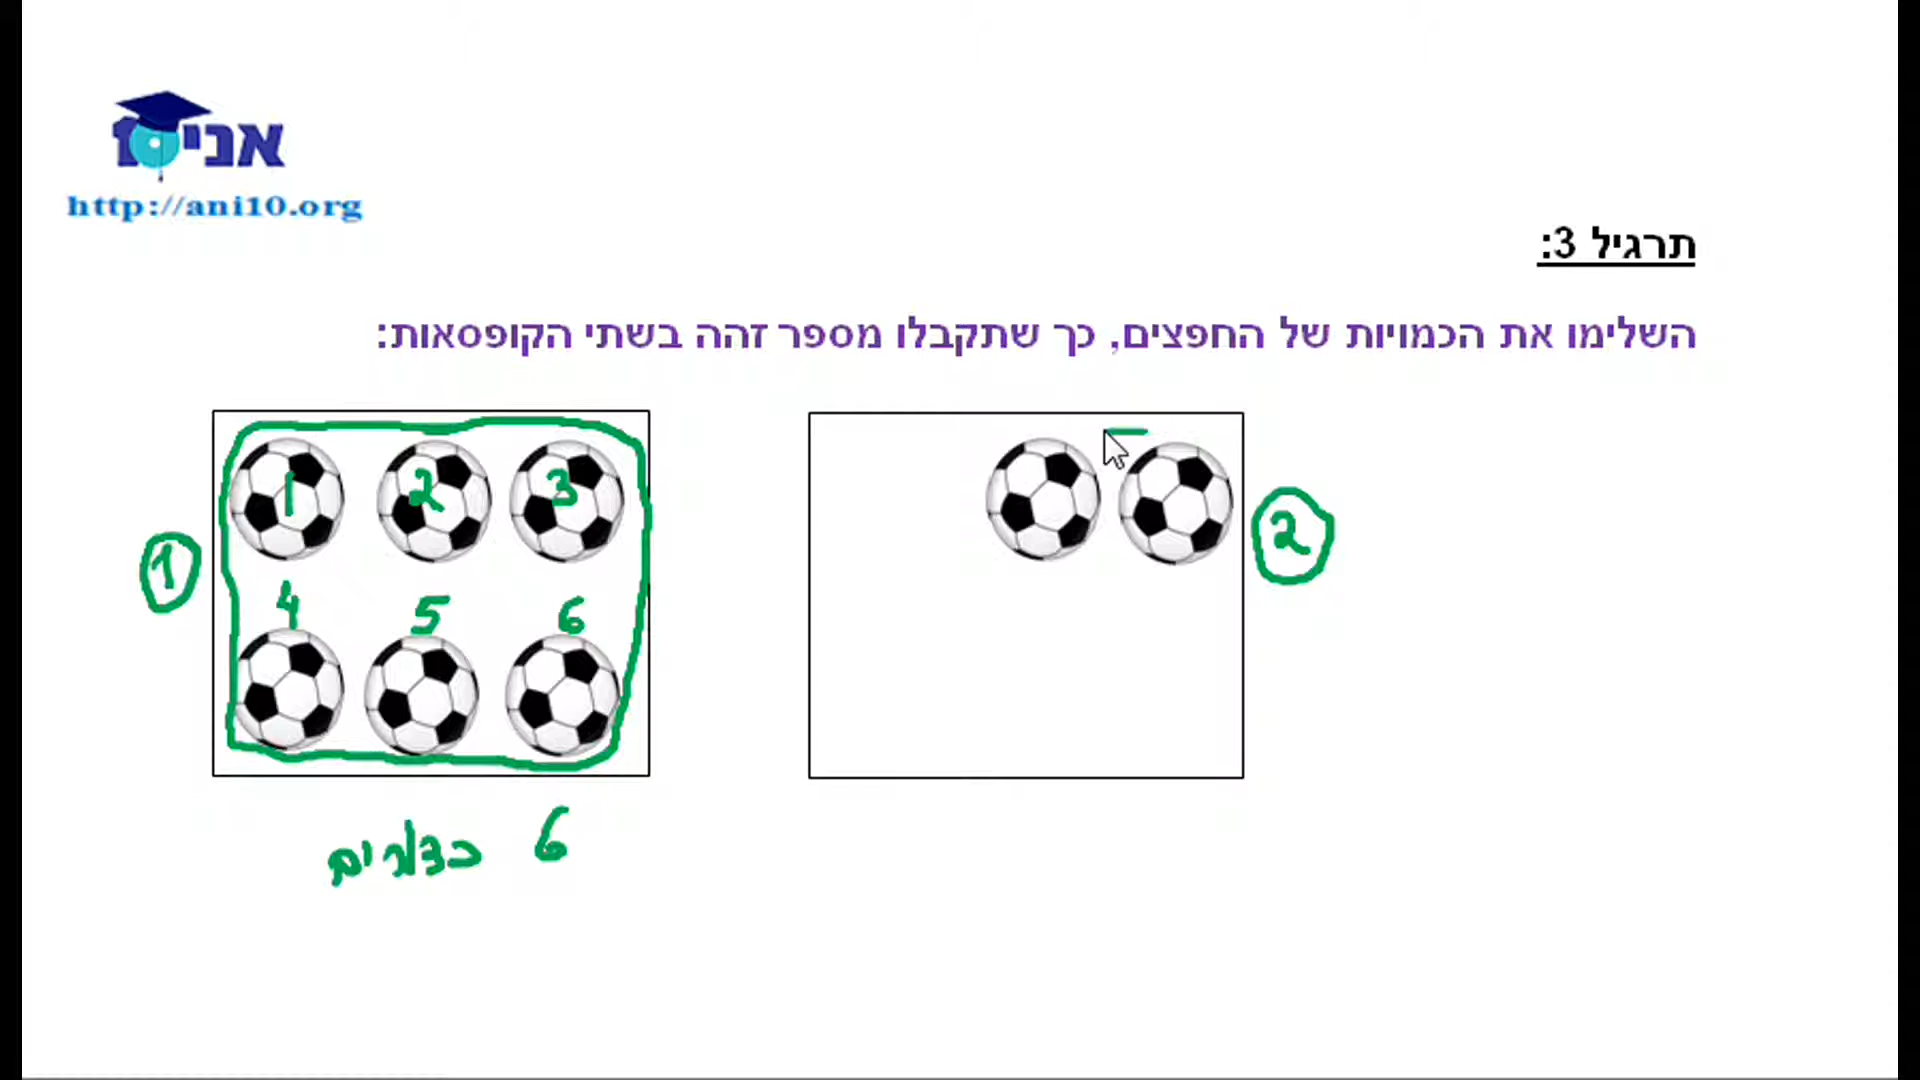 אני10
http://ani10.org
תרגיל 3:
השלימו את הכמויות של החפצים, כך שתקבלו מספר זהה בשתי הקופסאות:
1 2 3
1
2
4 5 6
6 כדורים